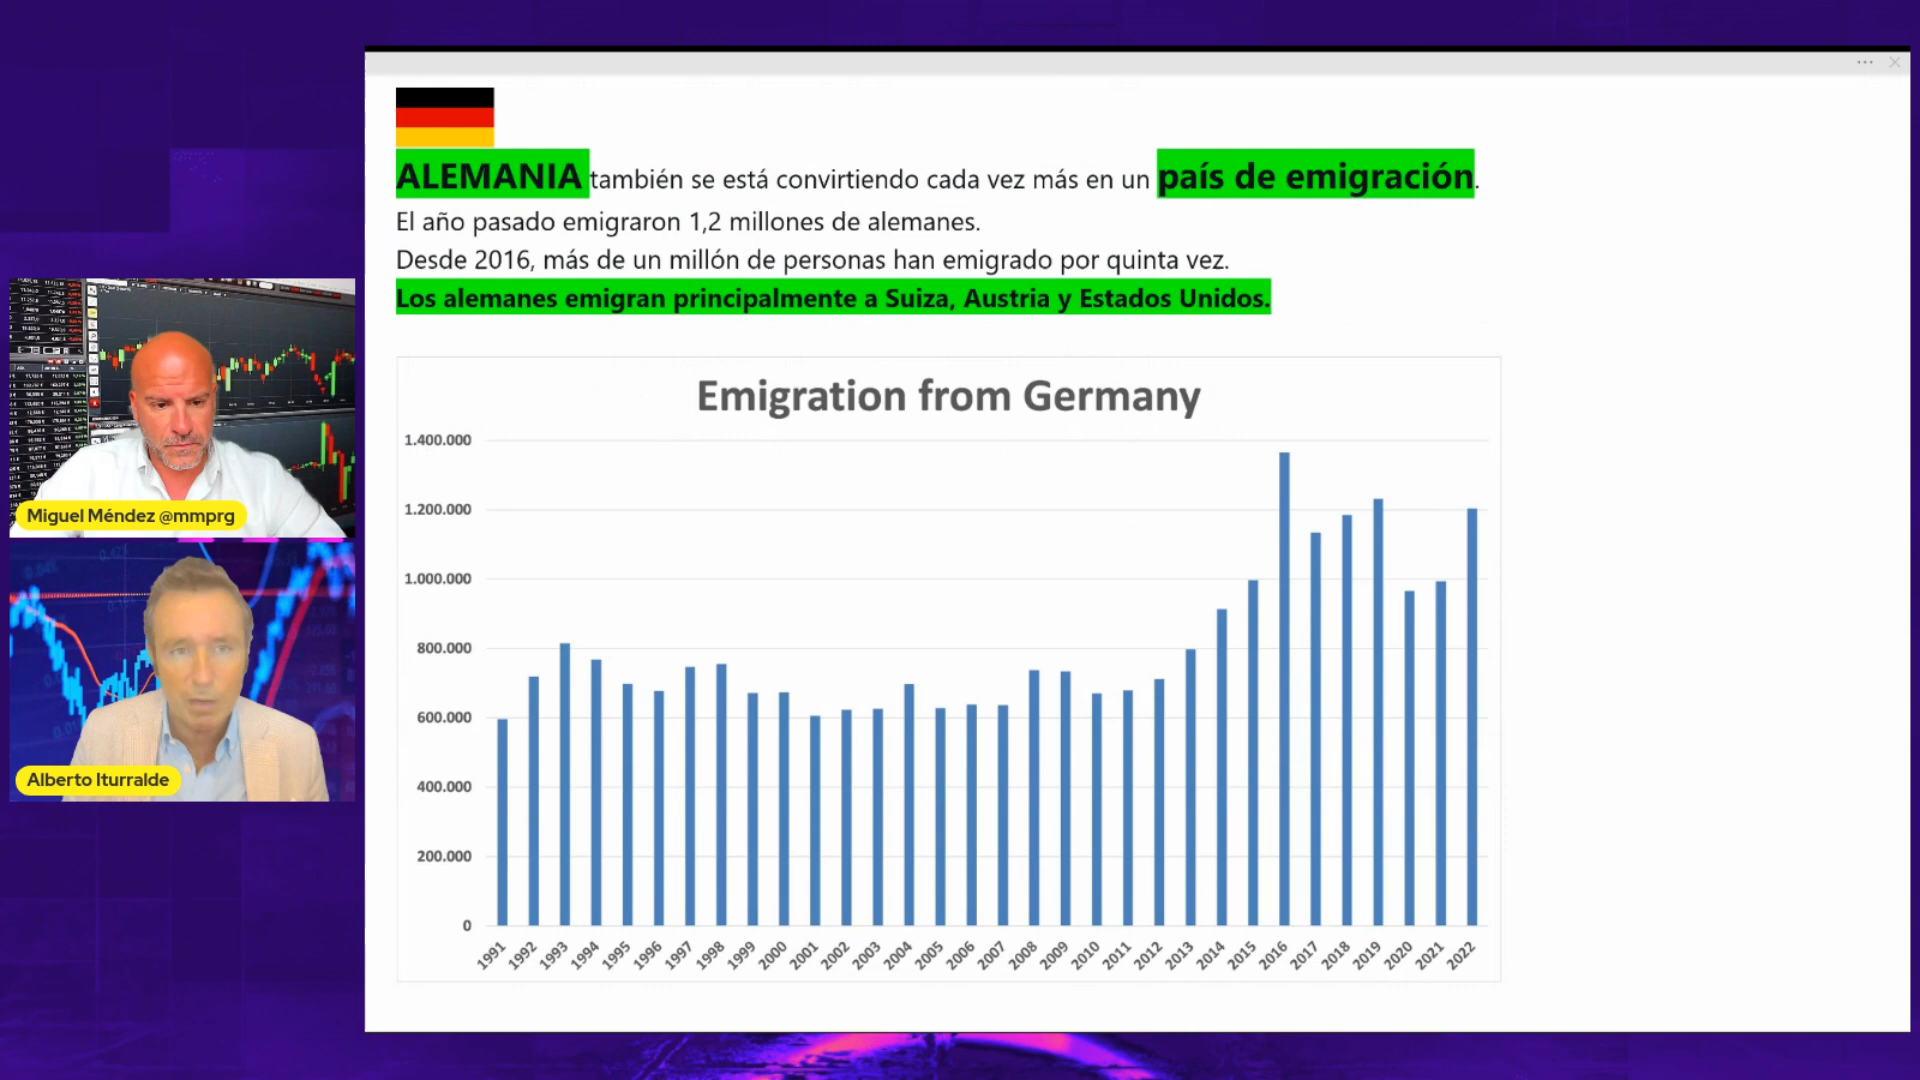 ALEMANIA también se está convirtiendo cada vez más en un país de emigración.
El año pasado emigraron 1,2 millones de alemanes.
Desde 2016, más de un millón de personas han emigrado por quinta vez.
Los alemanes emigran principalmente a Suiza, Austria y Estados Unidos.
Miguel Méndez @mmprg
Alberto Iturralde
Emigration from Germany
1.400.000
1.200.000
1.000.000
800.000
600.000
400.000
200.000
0
1991 1992 1993 1994 1995 1996 1997 1998 1999 2000 2001 2002 2003 2004 2005 2006 2007 2008 2009 2010 2011 2012 2013 2014 2015 2016 2017 2018 2019 2020 2021 2022